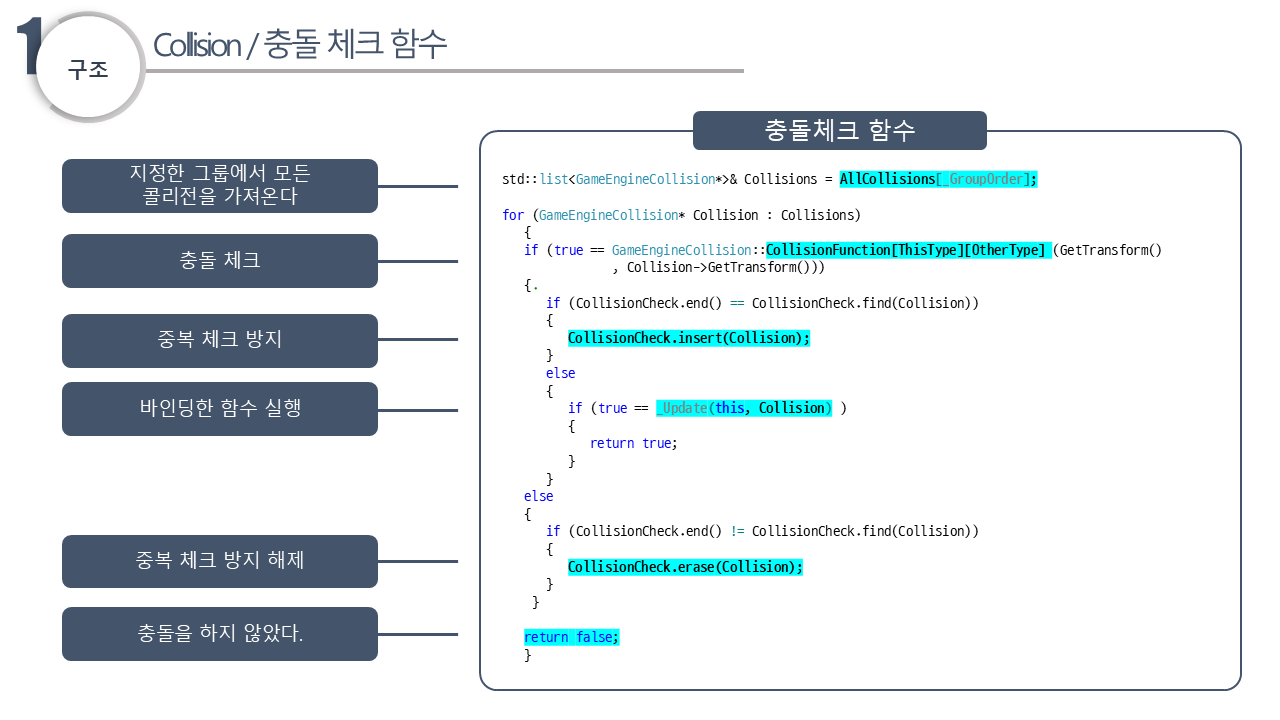 1
구조
Collision / 충돌 체크 함수
충돌체크 함수
지정한 그룹에서 모든
콜리전을 가져온다
충돌 체크
중복 체크 방지
바인딩한 함수 실행
중복 체크 방지 해제
충돌을 하지 않았다.
std::list<GameEngineCollision*>& Collisions = AllCollisions[_GroupOrder];
for (GameEngineCollision* Collision : Collisions)
{
if (true == GameEngineCollision::CollisionFunction[ThisType][OtherType] (GetTransform()
, Collision->GetTransform()))
{.
if (CollisionCheck.end() == CollisionCheck.find(Collision))
{
CollisionCheck.insert(Collision);
}
else
{
if (true == _Update(this, Collision) )
{
return true;
}
}
else
{
if (CollisionCheck.end() != CollisionCheck.find(Collision))
{
CollisionCheck.erase(Collision);
}
}
return false;
}